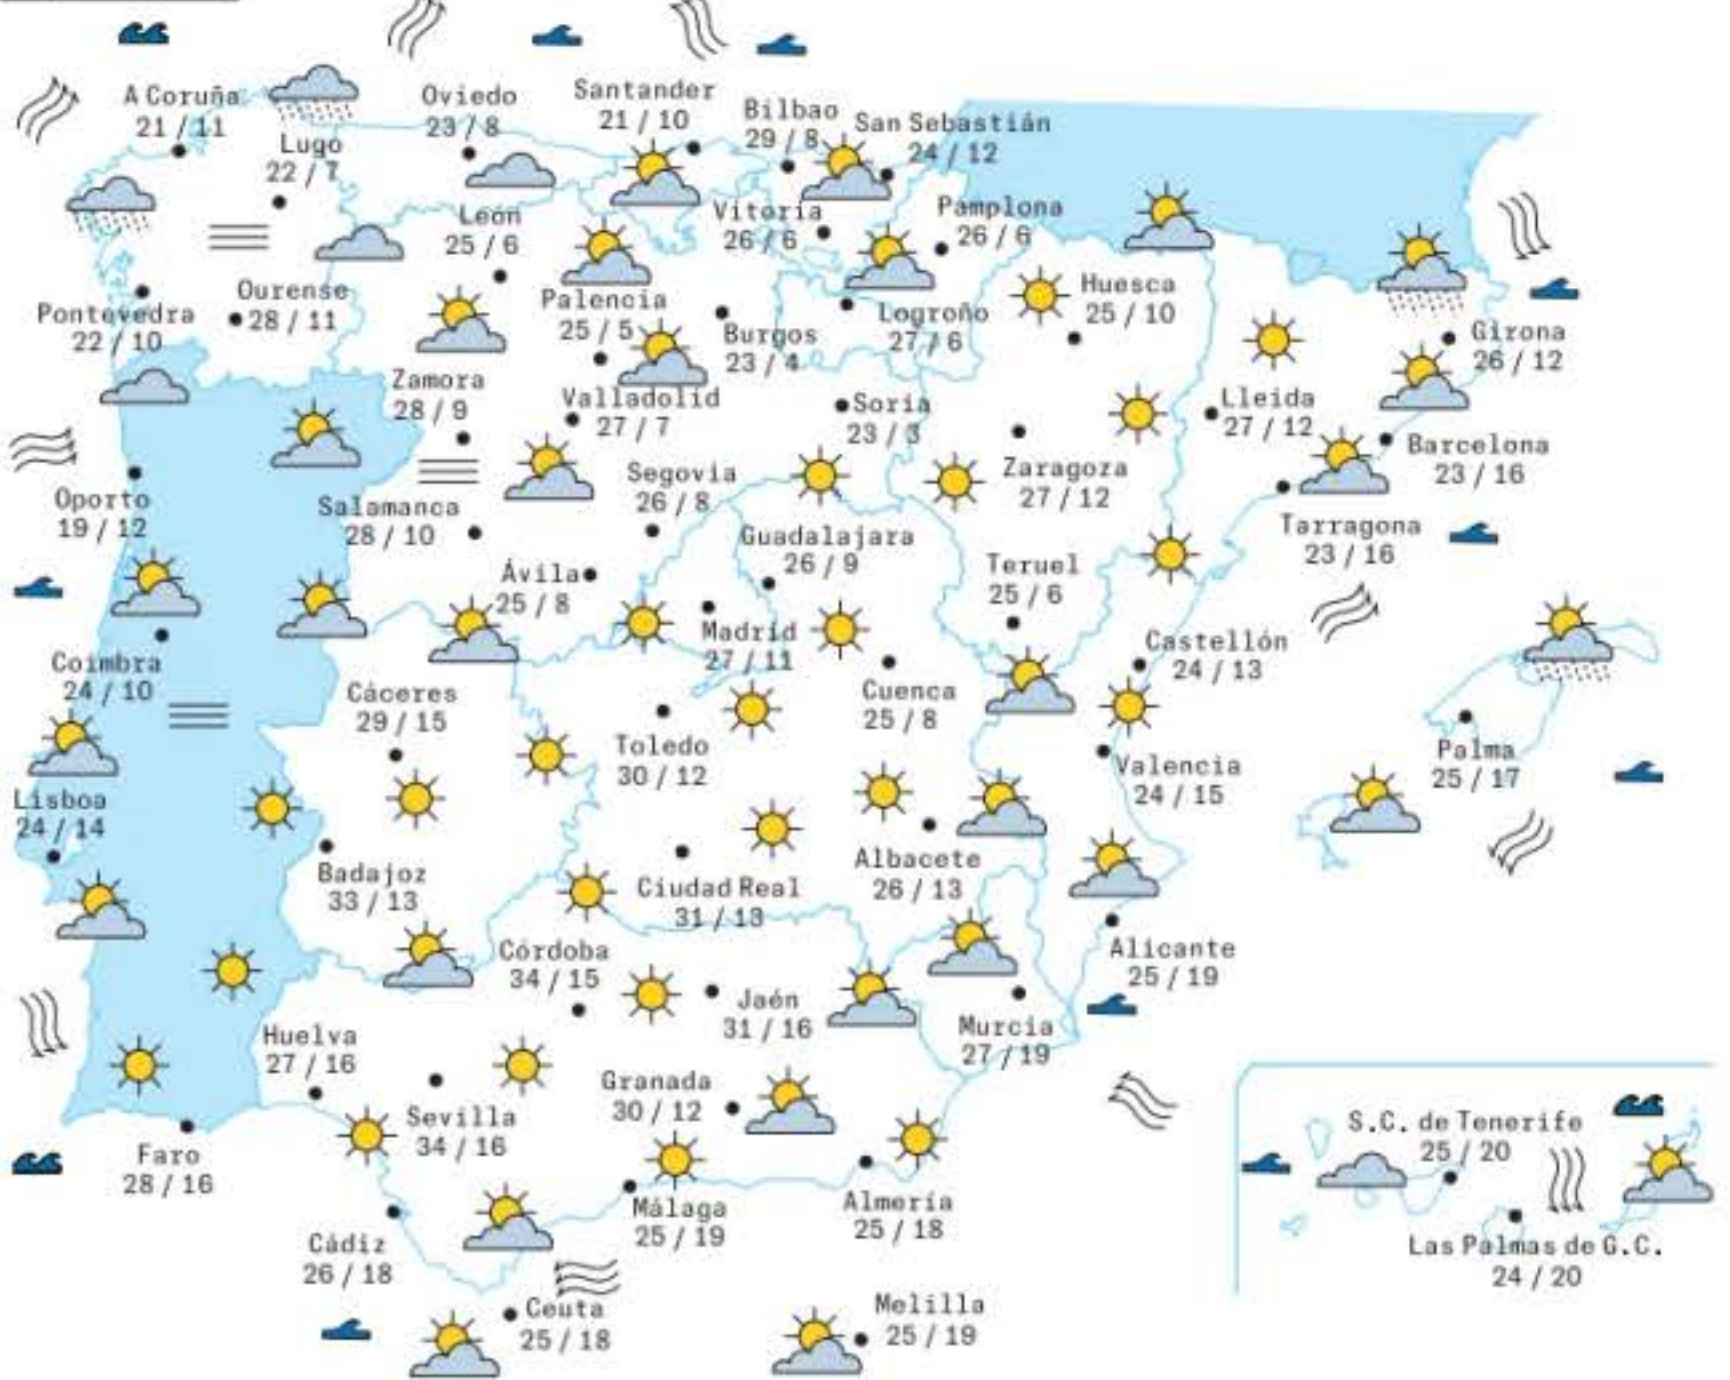 A Coruña
21 / 11
Lugo
22 / 7
Oviedo
23 / 8
Santander
21 / 10
Bilbao
29 / 8
San Sebastián
24 / 12
León
25 / 6
Vitoria
26 / 6
Pamplona
26 / 6
Pontevedra
22 / 10
Ourense
28 / 11
Palencia
25 / 5
Burgos
23 / 4
Logroño
27 / 6
Huesca
25 / 10
Girona
26 / 12
Zamora
28 / 9
Valladolid
27 / 7
Soria
23 / 3
Lleida
27 / 12
Barcelona
23 / 16
Oporto
19 / 12
Salamanca
28 / 10
Segovia
26 / 8
Zaragoza
27 / 12
Tarragona
23 / 16
Ávila
25 / 8
Guadalajara
26 / 9
Teruel
25 / 6
Coimbra
24 / 10
Cáceres
29 / 15
Madrid
27 / 11
Cuenca
25 / 8
Castellón
24 / 13
Toledo
30 / 12
Valencia
24 / 15
Palma
25 / 17
Lisboa
24 / 14
Badajoz
33 / 13
Ciudad Real
31 / 13
Albacete
26 / 13
Córdoba
34 / 15
Jaén
31 / 16
Murcia
27 / 19
Alicante
25 / 19
Huelva
27 / 16
Sevilla
34 / 16
Granada
30 / 12
Faro
28 / 16
Cádiz
26 / 18
Málaga
25 / 19
Almería
25 / 18
Ceuta
25 / 18
Melilla
25 / 19
S.C. de Tenerife
25 / 20
Las Palmas de G.C.
24 / 20